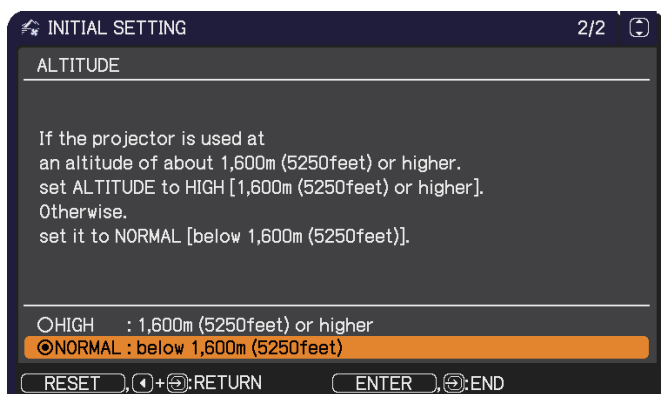 INITIAL SETTING 2/2
ALTITUDE
If the projector is used at
an altitude of about 1,600m (5250feet) or higher.
set ALTITUDE to HIGH [1,600m (5250feet) or higher].
Otherwise.
set it to NORMAL [below 1,600m (5250feet)].
HIGH : 1,600m (5250feet) or higher
NORMAL : below 1,600m (5250feet)
RESET ,+:RETURN ENTER ,:END